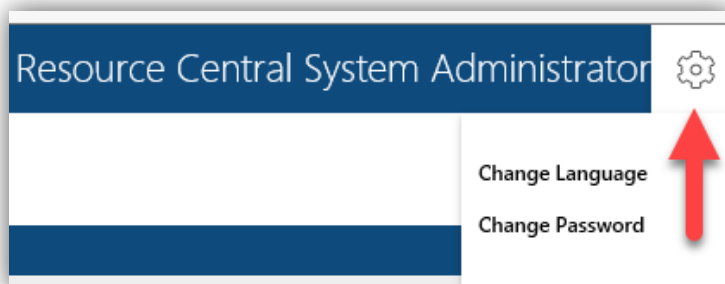 Resource Central System Administrator
Change Language
Change Password